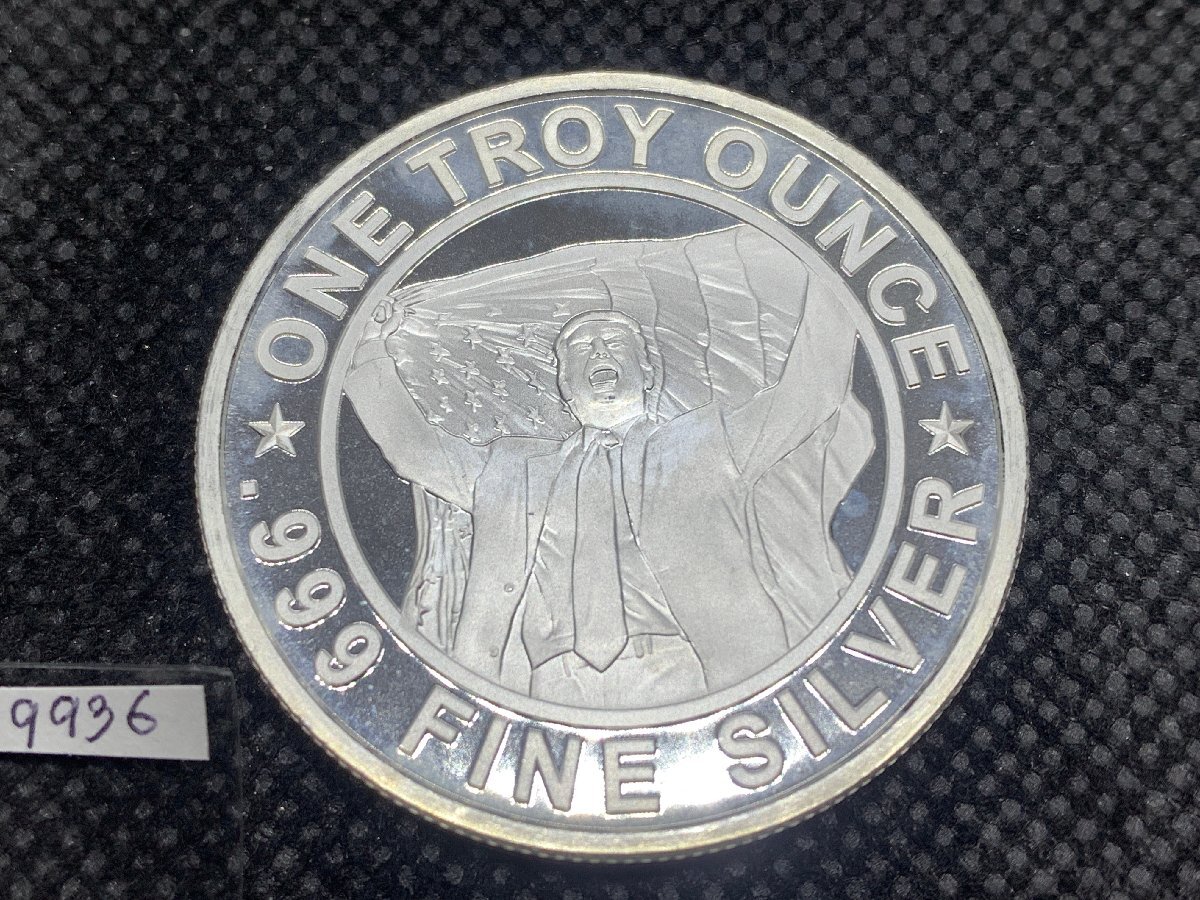 ONE TROY OUNCE
.999 FINE SILVER
9936